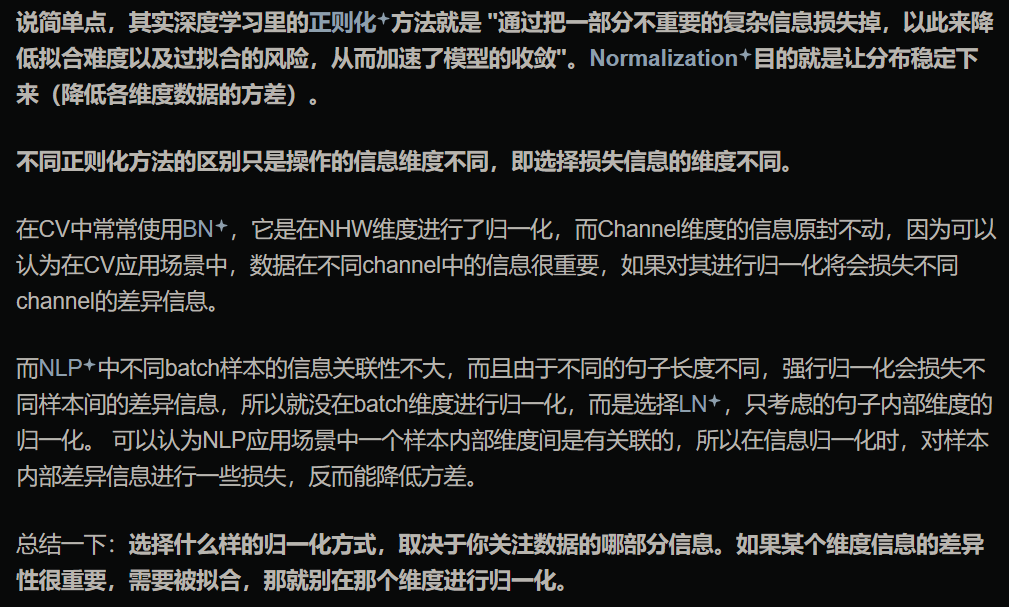 说简单点，其实深度学习里的正则化方法就是 "通过把一部分不重要的复杂信息损失掉，以此来降
低拟合难度以及过拟合的风险，从而加速了模型的收敛"。Normalization目的就是让分布稳定下
来（降低各维度数据的方差）。
不同正则化方法的区别只是操作的信息维度不同，即选择损失信息的维度不同。
在CV中常常使用BN，它是在NHW维度进行了归一化，而Channel维度的信息原封不动，因为可以
认为在CV应用场景中，数据在不同channel中的信息很重要，如果对其进行归一化将会损失不同
channel的差异信息。
而NLP中不同batch样本的信息关联性不大，而且由于不同的句子长度不同，强行归一化会损失不
同样本间的差异信息，所以就没在batch维度进行归一化，而是选择LN，只考虑的句子内部维度的
归一化。 可以认为NLP应用场景中一个样本内部维度间是有关联的，所以在信息归一化时，对样本
内部差异信息进行一些损失，反而能降低方差。
总结一下：选择什么样的归一化方式，取决于你关注数据的哪部分信息。如果某个维度信息的差异
性很重要，需要被拟合，那就别在那个维度进行归一化。